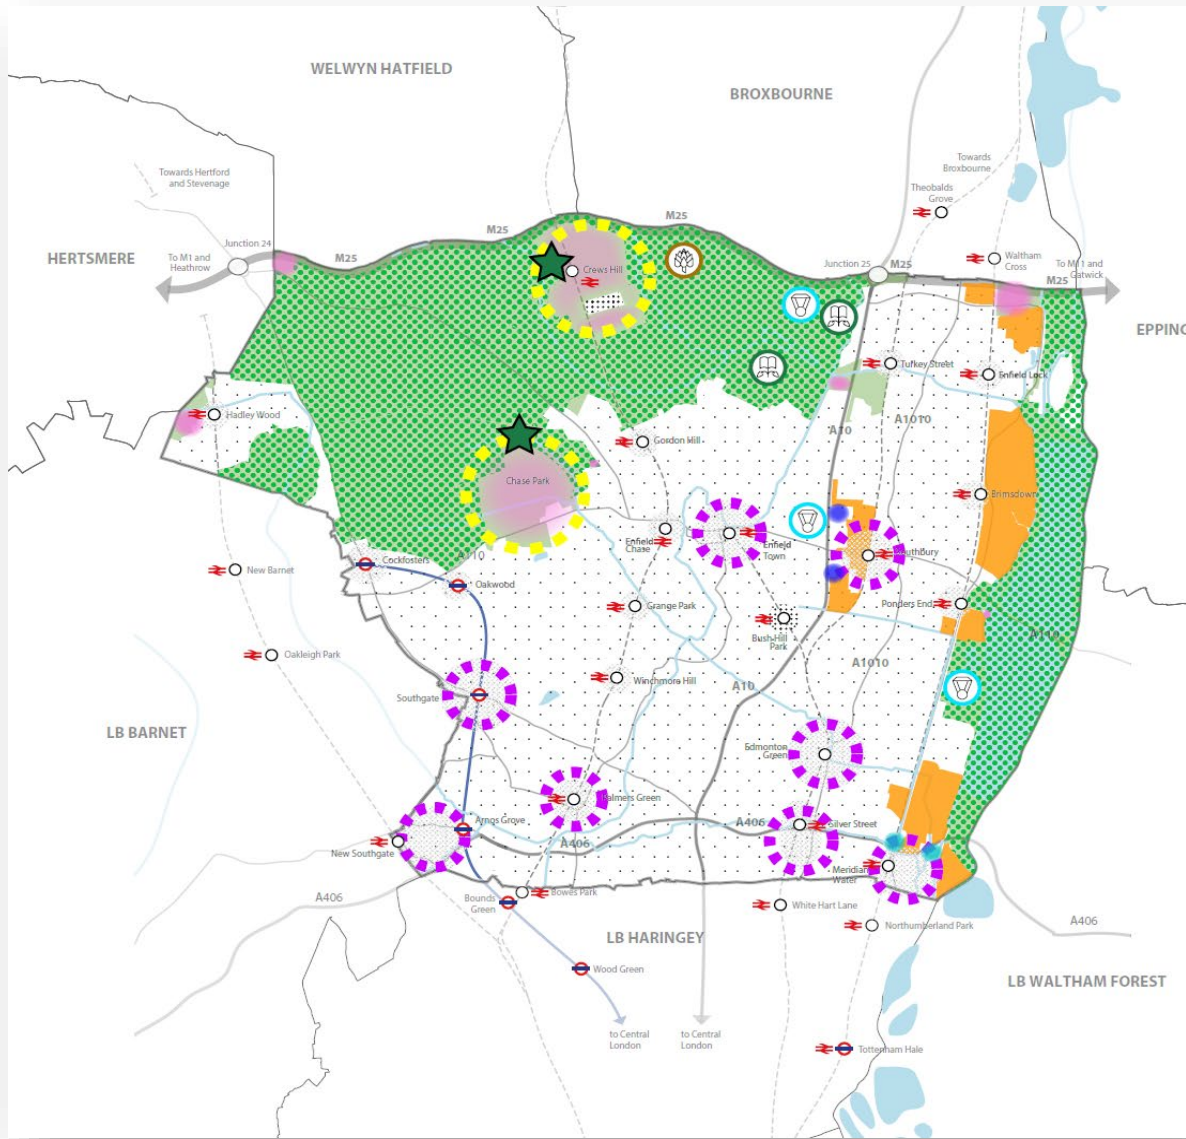 WELWYN HATFIELD
BROXBOURNE
Towards
Broxbourne
Towards Hertford
and Stevenage
Theobalds
Grove
M25
M25
HERTSMERE
Junction 24
To M1 and
Heathrow
M25
Crews Hill
Junction 25
M25
Waltham
Cross
To M11 and
Gatwick
M25
EPPING
Turkey Street
Enfield Lock
Hadley Wood
A10
A1010
Gordon Hill
Chase Park
Brimsdown
Enfield
Chase
Enfield
Town
Southbury
A110
Cockfosters
New Barnet
Oakwood
Grange Park
Ponders End
Bush Hill
Park
A110
Oakleigh Park
A1010
Winchmore Hill
A10
Southgate
LB BARNET
Edmonton
Green
Palmers Green
Arnos Grove
A406
Silver Street
New Southgate
A406
Meridian
Water
A406
Bounds
Green
Bowes Park
White Hart Lane
Northumberland Park
A406
LB HARINGEY
Wood Green
LB WALTHAM FOREST
to Central
London
to Central
London
Tottenham Hale